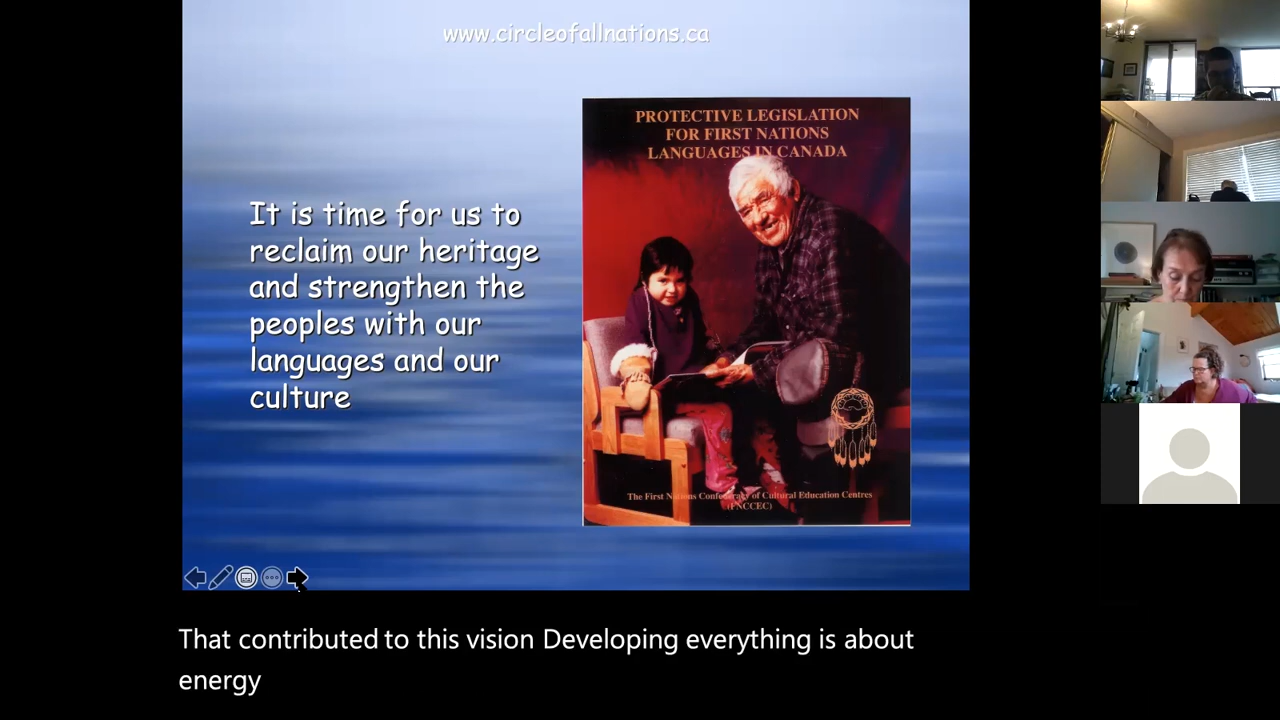 www.circleofallnations.ca
PROTECTIVE LEGISLATION
FOR FIRST NATIONS
LANGUAGES IN CANADA
It is time for us to
reclaim our heritage
and strengthen the
peoples with our
languages and our
culture
The First Nations Confederacy of Cultural Education Centres
(FNCCEC)
That contributed to this vision Developing everything is about
energy